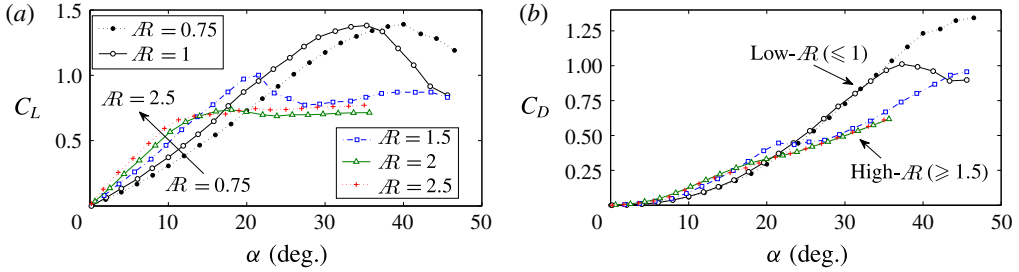 (a)
1.5
1.0
0.5
0
C_L
Ꜹ = 0.75
Ꜹ = 1
Ꜹ = 2.5
Ꜹ = 0.75
Ꜹ = 1.5
Ꜹ = 2
Ꜹ = 2.5
10 20 30 40 50
α (deg.)
(b)
1.25
1.00
0.75
0.50
0.25
C_D
Low-Ꜹ (⩽ 1)
High-Ꜹ (⩾ 1.5)
0 10 20 30 40 50
α (deg.)